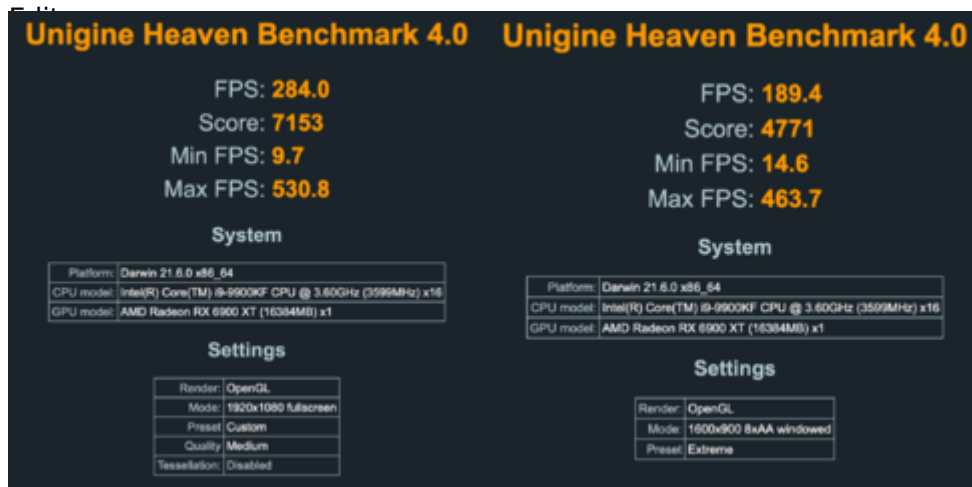 Unigine Heaven Benchmark 4.0
FPS: 284.0
Score: 7153
Min FPS: 9.7
Max FPS: 530.8
System
Platform: Darwin 21.6.0 x86_64
CPU model: Intel(R) Core(TM) i9-9900KF CPU @ 3.60GHz (3599MHz) x16
GPU model: AMD Radeon RX 6900 XT (16384MB) x1
Settings
Render: OpenGL
Mode: 1920x1080 fullscreen
Preset Custom
Quality Medium
Tessellation: Disabled
Unigine Heaven Benchmark 4.0
FPS: 189.4
Score: 4771
Min FPS: 14.6
Max FPS: 463.7
System
Platform: Darwin 21.6.0 x86_64
CPU model: Intel(R) Core(TM) i9-9900KF CPU @ 3.60GHz (3599MHz) x16
GPU model: AMD Radeon RX 6900 XT (16384MB) x1
Settings
Render: OpenGL
Mode: 1600x900 8xAA windowed
Preset Extreme